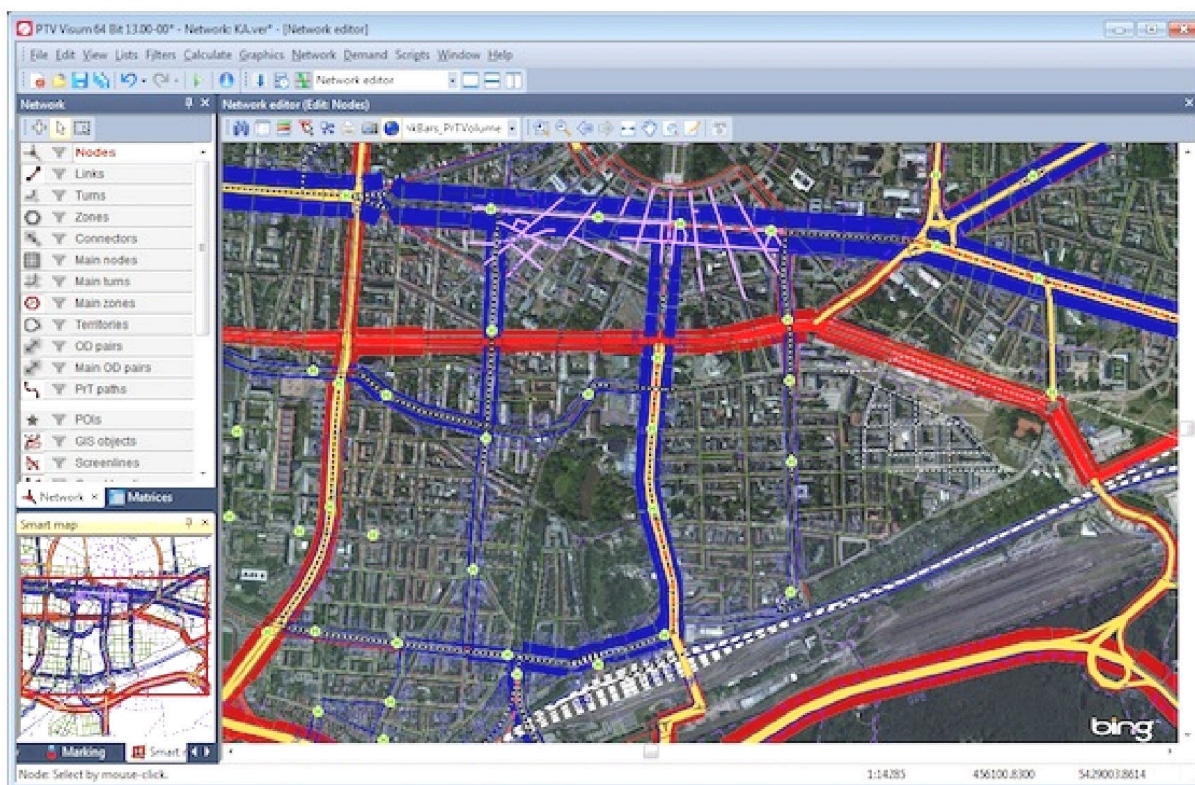 PTV Visum 64 Bit 13.00-00* - Network: KA.ver* - [Network editor]
File Edit View Lists Filters Calculate Graphics Network Demand Scripts Window Help
Network editor
Network
Network editor (Edit: Nodes)
nkBars_PrTVolume
Nodes
Links
Turns
Zones
Connectors
Main nodes
Main turns
Main zones
Territories
OD pairs
Main OD pairs
PrT paths
POIs
GIS objects
Screenlines
Network
Matrices
Smart map
bing
Marking
Smart
Node: Select by mouse-click.
1:14285
456100.8300
5429003.8614